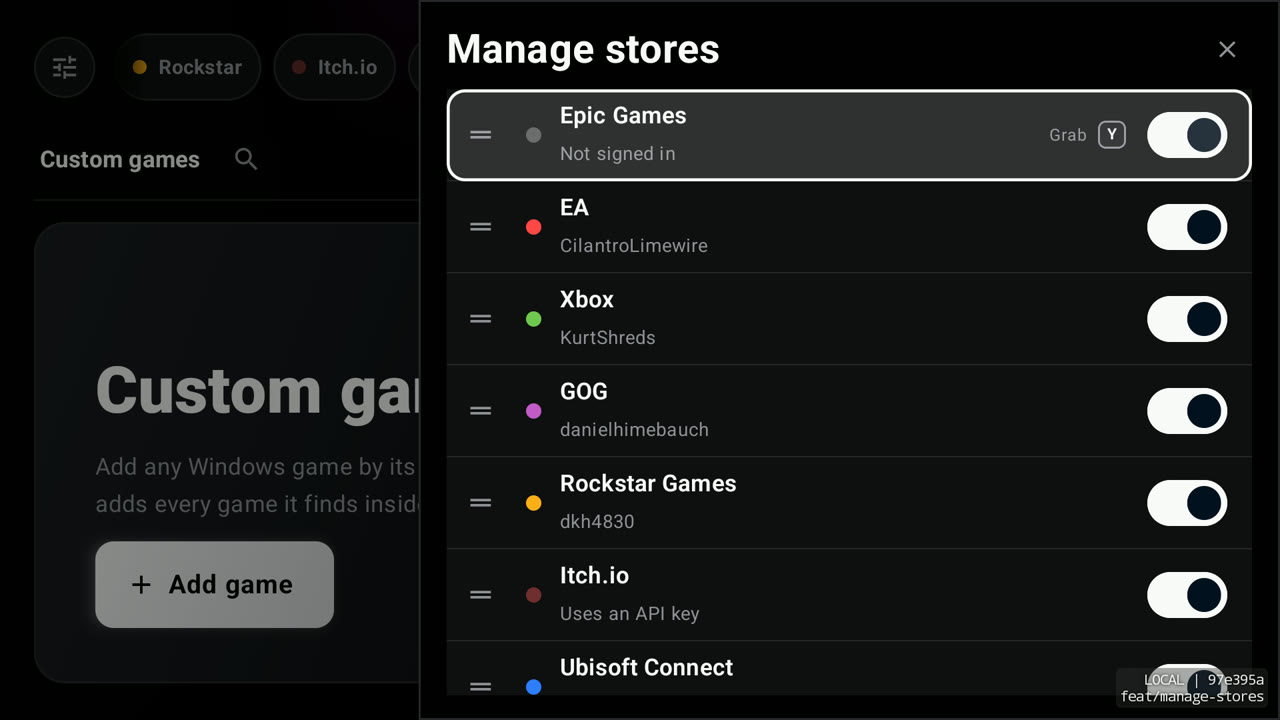 Rockstar
Itch.io
Custom games
Custom gar
Add any Windows game by its
adds every game it finds inside
Add game
Manage stores
Epic Games
Not signed in
Grab Y
EA
CilantroLimewire
Xbox
KurtShreds
GOG
danielhimebauch
Rockstar Games
dkh4830
Itch.io
Uses an API key
Ubisoft Connect
LOCAL | 97e395a
feat/manage-stores